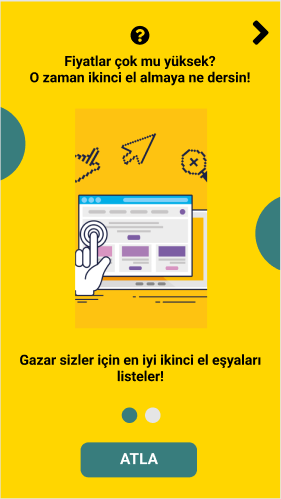 Fiyatlar çok mu yüksek?
O zaman ikinci el almaya ne dersin!
Gazar sizler için en iyi ikinci el eşyaları
listeler!
ATLA